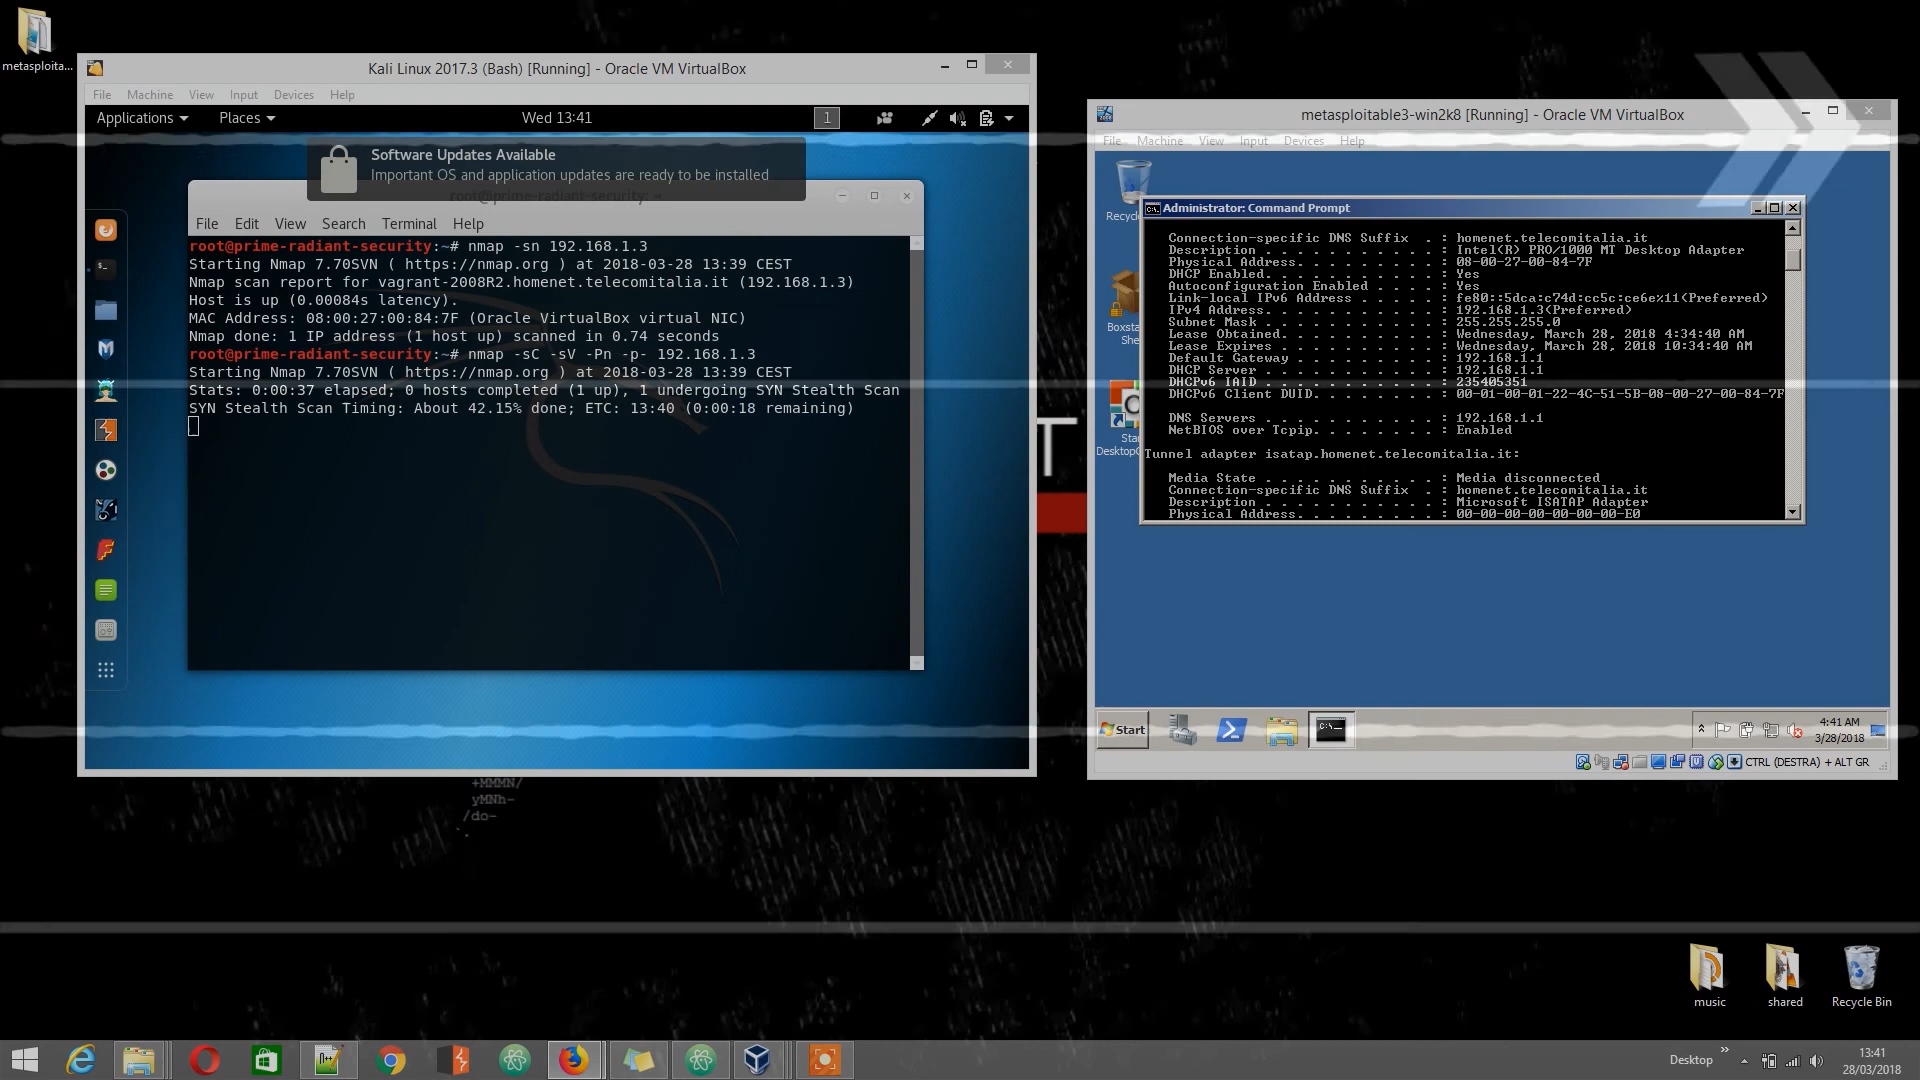 metasploita...
Kali Linux 2017.3 (Bash) [Running] - Oracle VM VirtualBox
File Machine View Input Devices Help
Applications Places Wed 13:41 1
Software Updates Available
Important OS and application updates are ready to be installed
root@prime-radiant-security: ~
File Edit View Search Terminal Help
root@prime-radiant-security:~# nmap -sn 192.168.1.3
Starting Nmap 7.70SVN ( https://nmap.org ) at 2018-03-28 13:39 CEST
Nmap scan report for vagrant-2008R2.homenet.telecomitalia.it (192.168.1.3)
Host is up (0.00084s latency).
MAC Address: 08:00:27:00:84:7F (Oracle VirtualBox virtual NIC)
Nmap done: 1 IP address (1 host up) scanned in 0.74 seconds
root@prime-radiant-security:~# nmap -sC -sV -Pn -p- 192.168.1.3
Starting Nmap 7.70SVN ( https://nmap.org ) at 2018-03-28 13:39 CEST
Stats: 0:00:37 elapsed; 0 hosts completed (1 up), 1 undergoing SYN Stealth Scan
SYN Stealth Scan Timing: About 42.15% done; ETC: 13:40 (0:00:18 remaining)
+MMMN/
yMNh-
/do-
T
metasploitable3-win2k8 [Running] - Oracle VM VirtualBox
File Machine View Input Devices Help
Recyc
Boxsta
She
Sta
Desktop
Administrator: Command Prompt
Connection-specific DNS Suffix . : homenet.telecomitalia.it
Description . . . . . . . . . . . : Intel(R) PRO/1000 MT Desktop Adapter
Physical Address. . . . . . . . . : 08-00-27-00-84-7F
DHCP Enabled. . . . . . . . . . . : Yes
Autoconfiguration Enabled . . . . : Yes
Link-local IPv6 Address . . . . . : fe80::5dca:c74d:cc5c:ce6e%11(Preferred)
IPv4 Address. . . . . . . . . . . : 192.168.1.3(Preferred)
Subnet Mask . . . . . . . . . . . : 255.255.255.0
Lease Obtained. . . . . . . . . . : Wednesday, March 28, 2018 4:34:40 AM
Lease Expires . . . . . . . . . . : Wednesday, March 28, 2018 10:34:40 AM
Default Gateway . . . . . . . . . : 192.168.1.1
DHCP Server . . . . . . . . . . . : 192.168.1.1
DHCPv6 IAID . . . . . . . . . . . : 235405351
DHCPv6 Client DUID. . . . . . . . : 00-01-00-01-22-4C-51-5B-08-00-27-00-84-7F
DNS Servers . . . . . . . . . . . : 192.168.1.1
NetBIOS over Tcpip. . . . . . . . : Enabled
Tunnel adapter isatap.homenet.telecomitalia.it:
Media State . . . . . . . . . . . : Media disconnected
Connection-specific DNS Suffix . : homenet.telecomitalia.it
Description . . . . . . . . . . . : Microsoft ISATAP Adapter
Physical Address. . . . . . . . . : 00-00-00-00-00-00-00-E0
Start
4:41 AM
3/28/2018
CTRL (DESTRA) + ALT GR
music shared Recycle Bin
Desktop
13:41
28/03/2018